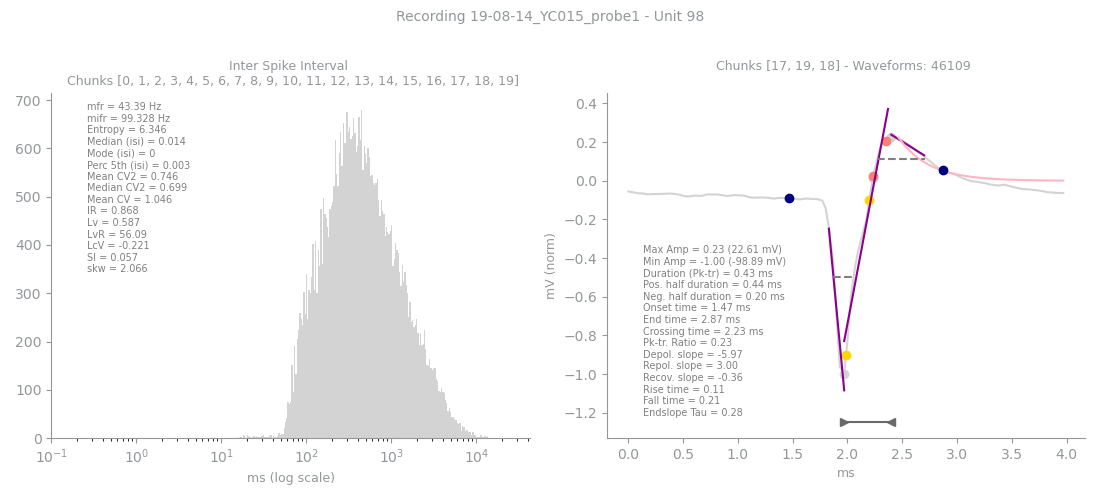 Recording 19-08-14_YC015_probe1 - Unit 98
Inter Spike Interval
Chunks [0, 1, 2, 3, 4, 5, 6, 7, 8, 9, 10, 11, 12, 13, 14, 15, 16, 17, 18, 19]
700
600
500
400
300
200
100
0
mfr = 43.39 Hz
mifr = 99.328 Hz
Entropy = 6.346
Median (isi) = 0.014
Mode (isi) = 0
Perc 5th (isi) = 0.003
Mean CV2 = 0.746
Median CV2 = 0.699
Mean CV = 1.046
IR = 0.868
Lv = 0.587
LvR = 56.09
LcV = -0.221
SI = 0.057
skw = 2.066
10⁻¹ 10⁰ 10¹ 10² 10³ 10⁴
ms (log scale)
Chunks [17, 19, 18] - Waveforms: 46109
mV (norm)
0.4
0.2
0.0
−0.2
−0.4
−0.6
−0.8
−1.0
−1.2
Max Amp = 0.23 (22.61 mV)
Min Amp = -1.00 (-98.89 mV)
Duration (Pk-tr) = 0.43 ms
Pos. half duration = 0.44 ms
Neg. half duration = 0.20 ms
Onset time = 1.47 ms
End time = 2.87 ms
Crossing time = 2.23 ms
Pk-tr. Ratio = 0.23
Depol. slope = -5.97
Repol. slope = 3.00
Recov. slope = -0.36
Rise time = 0.11
Fall time = 0.21
Endslope Tau = 0.28
0.0 0.5 1.0 1.5 2.0 2.5 3.0 3.5 4.0
ms